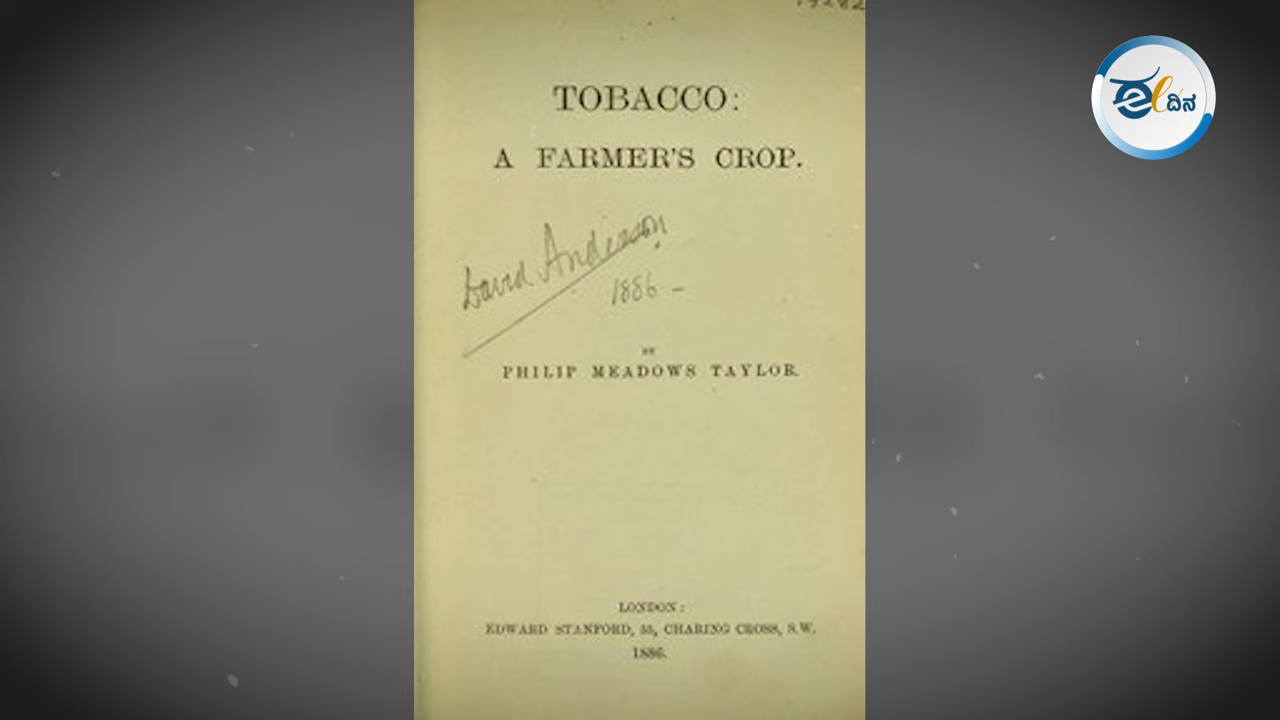 TOBACCO:
A FARMER'S CROP.
David Anderson
1886 -
BY
PHILIP MEADOWS TAYLOR.
LONDON:
EDWARD STANFORD, 55, CHARING CROSS, S.W.
1886.
ದಿನ